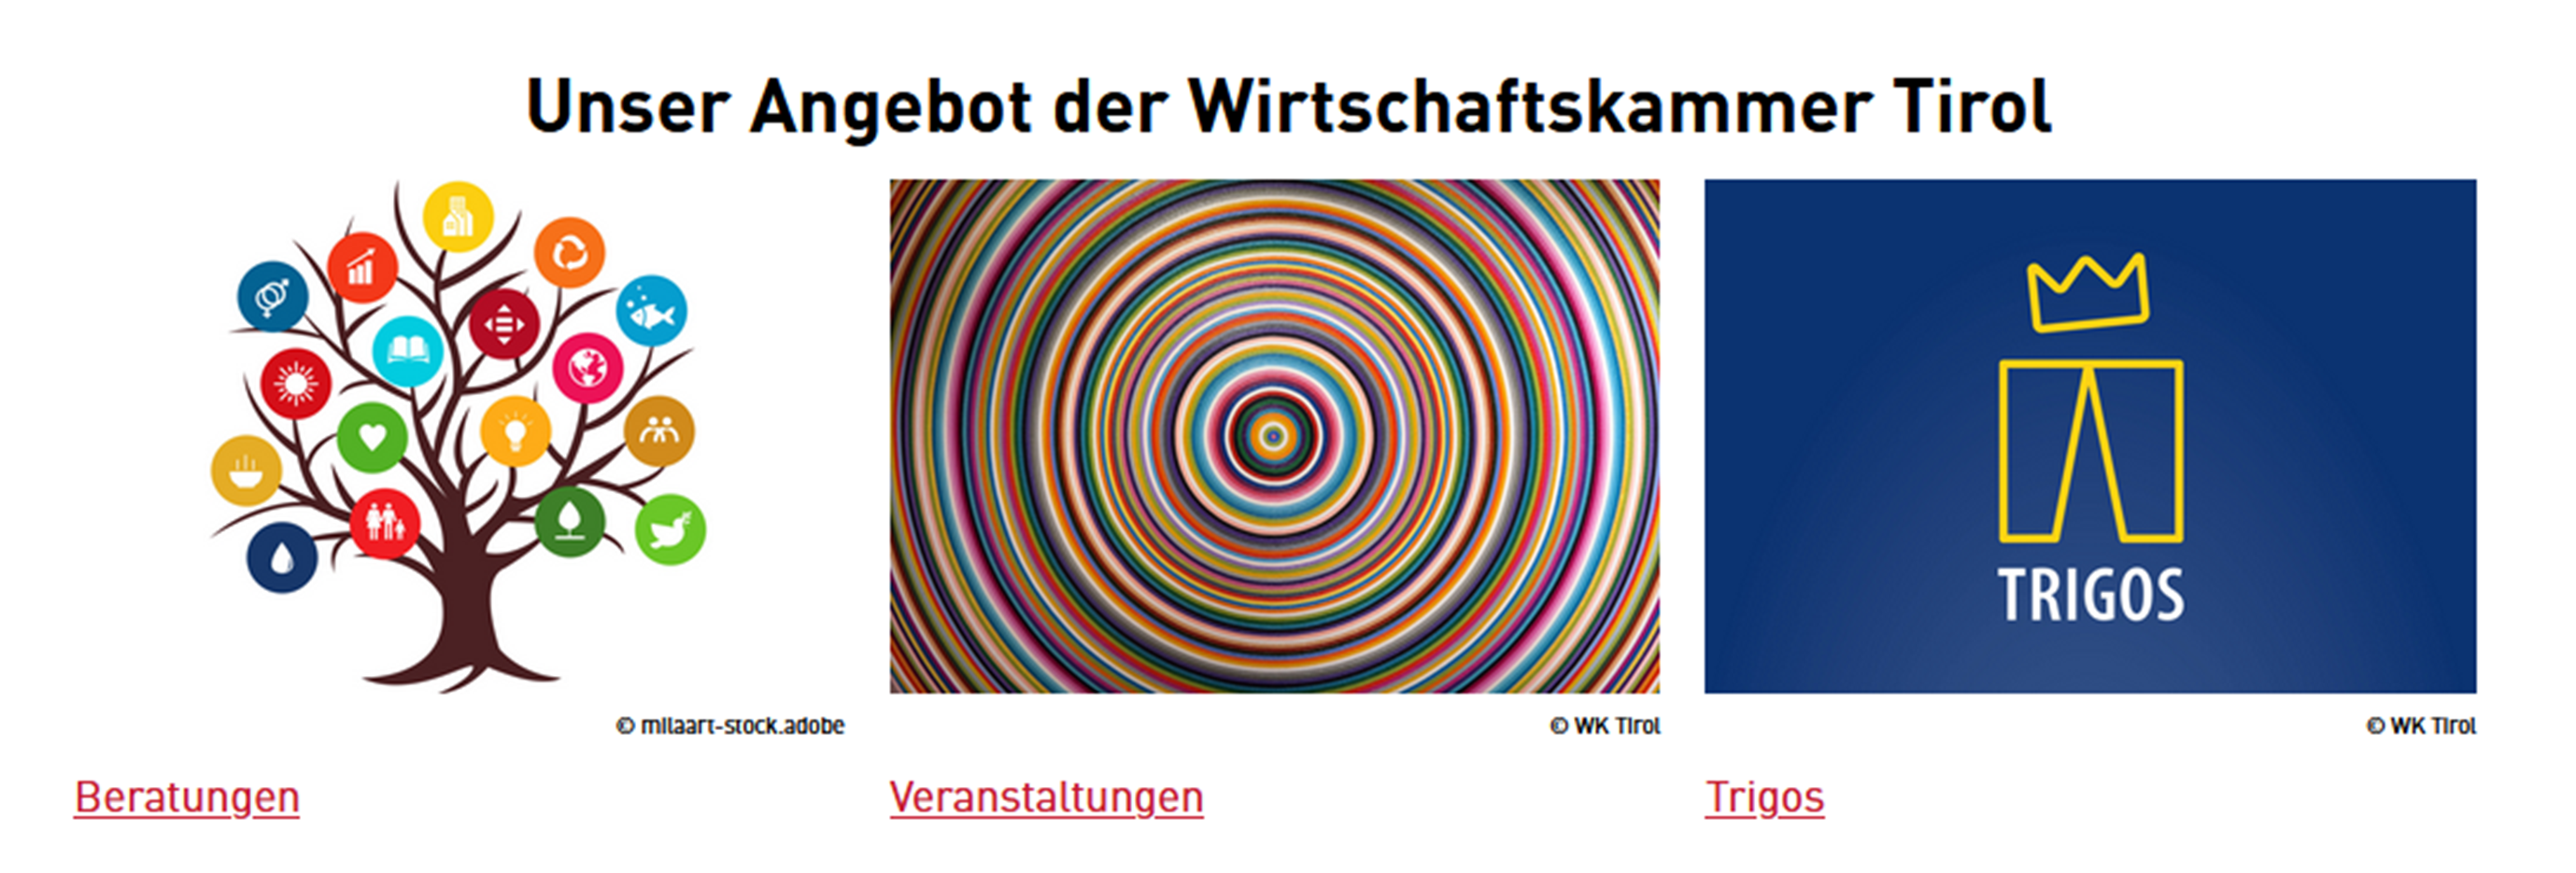 Unser Angebot der Wirtschaftskammer Tirol
TRIGOS
© milaart-stock.adobe
© WK Tirol
© WK Tirol
Beratungen
Veranstaltungen
Trigos